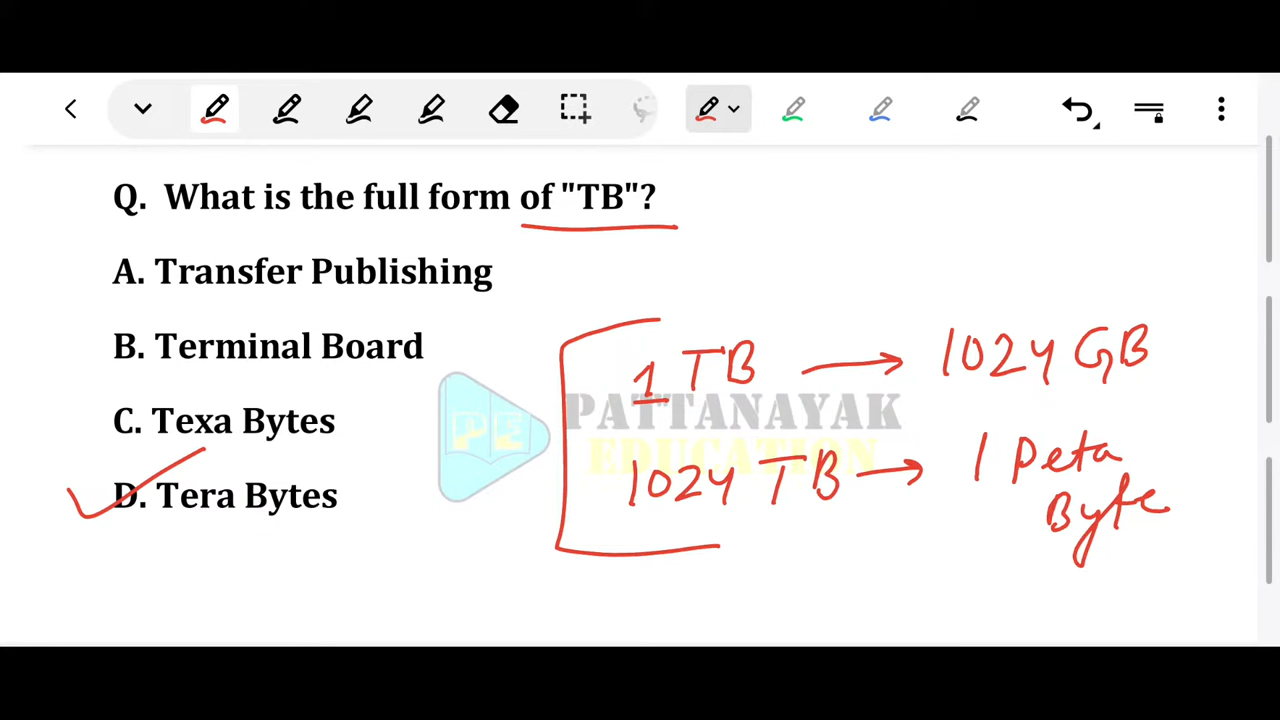 Q. What is the full form of "TB"?
A. Transfer Publishing
B. Terminal Board
C. Texa Bytes
D. Tera Bytes
1 TB → 1024 GB
1024 TB → 1 Peta
Byte
PATTANAYAK
EDUCATION